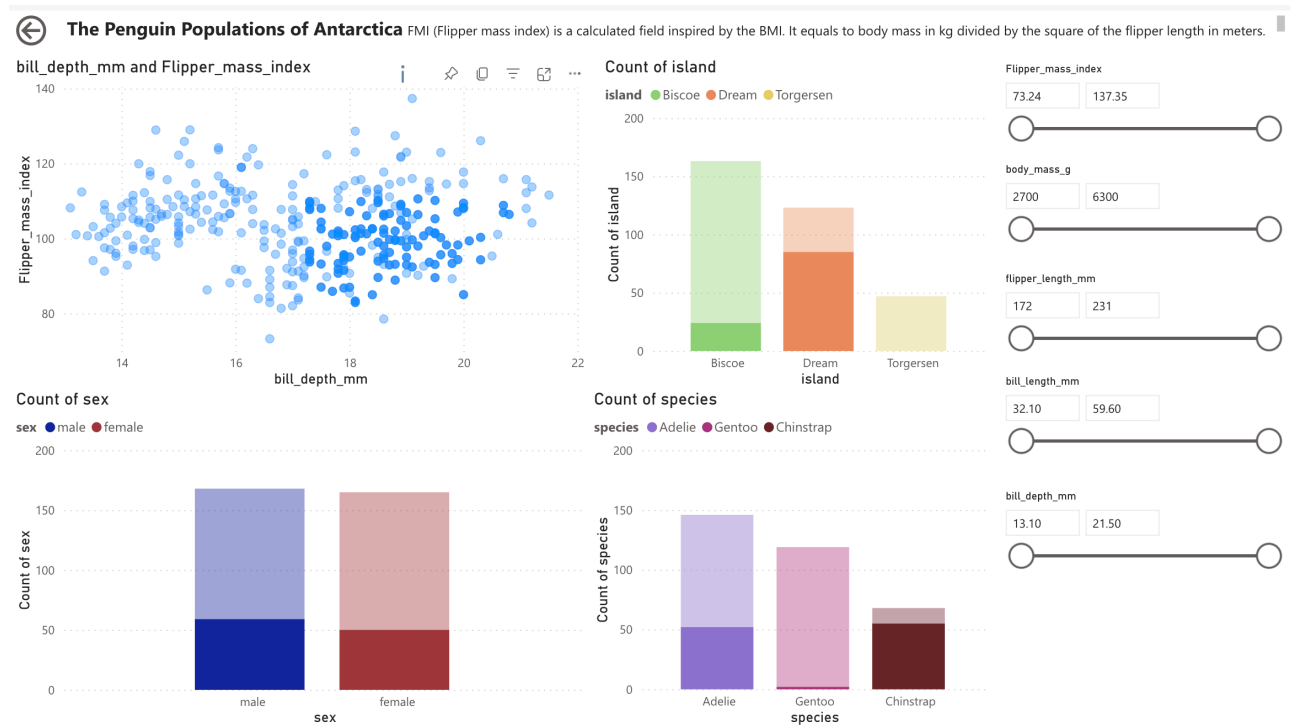 The Penguin Populations of Antarctica FMI (Flipper mass index) is a calculated field inspired by the BMI. It equals to body mass in kg divided by the square of the flipper length in meters.
bill_depth_mm and Flipper_mass_index
140
120
100
80
Flipper_mass_index
14 16 18 20 22
bill_depth_mm
Count of island
island Biscoe Dream Torgersen
200
150
100
50
0
Count of island
Biscoe Dream Torgersen
island
Flipper_mass_index
73.24 137.35
body_mass_g
2700 6300
flipper_length_mm
172 231
bill_length_mm
32.10 59.60
bill_depth_mm
13.10 21.50
Count of sex
sex male female
200
150
100
50
0
Count of sex
male female
sex
Count of species
species Adelie Gentoo Chinstrap
200
150
100
50
0
Count of species
Adelie Gentoo Chinstrap
species